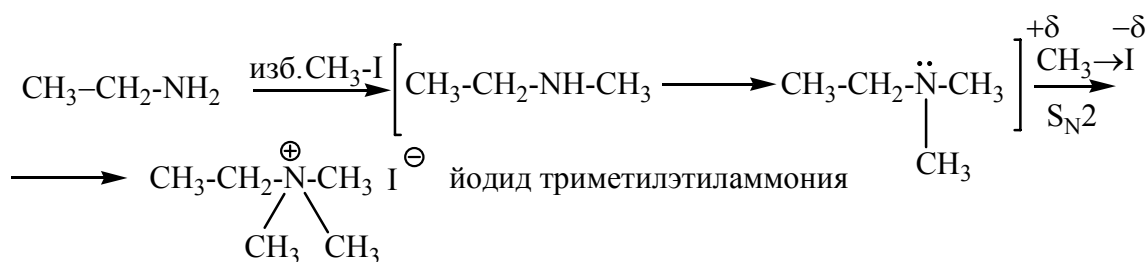 CH₃–CH₂-NH₂ изб.CH₃-I [CH₃-CH₂-NH-CH₃ ⟶ CH₃-CH₂-N̈-CH₃] +δ CH₃→I −δ
CH₃
S_N2
⟶ CH₃-CH₂-N⊕-CH₃ I⊖ йодид триметилэтиламмония
CH₃ CH₃